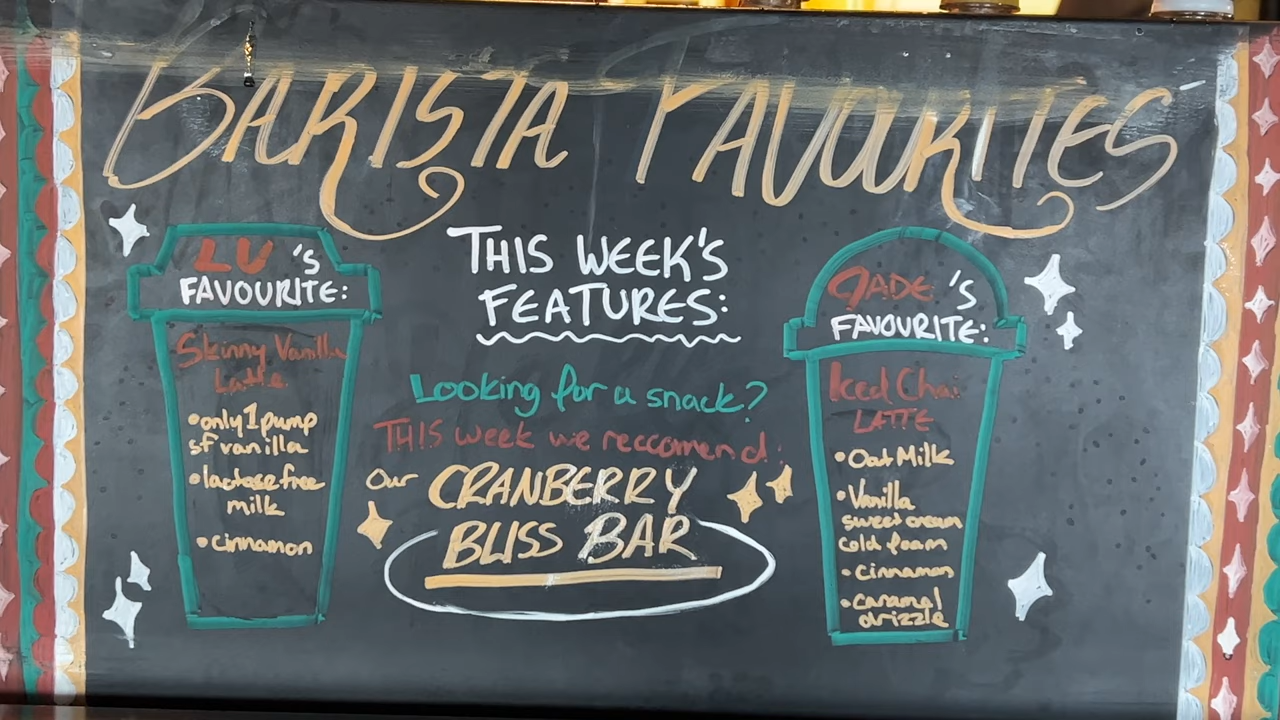 BARISTA FAVOURITES
LU 'S
FAVOURITE:
Skinny Vanilla
Latte
•only 1 pump
sf vanilla
•lactose free
milk
•cinnamon
THIS WEEK'S
FEATURES:
Looking for a snack?
THIS week we reccomend:
Our CRANBERRY
BLISS BAR
JADE 'S
FAVOURITE:
Iced Chai
LATTE
•Oat Milk
•Vanilla
sweet cream
cold foam
•cinnamon
•caramel
drizzle